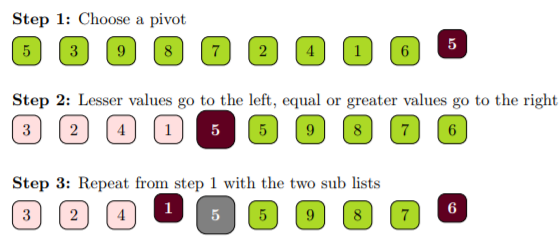 Step 1: Choose a pivot
5 3 9 8 7 2 4 1 6 5
Step 2: Lesser values go to the left, equal or greater values go to the right
3 2 4 1 5 5 9 8 7 6
Step 3: Repeat from step 1 with the two sub lists
3 2 4 1 5 5 9 8 7 6